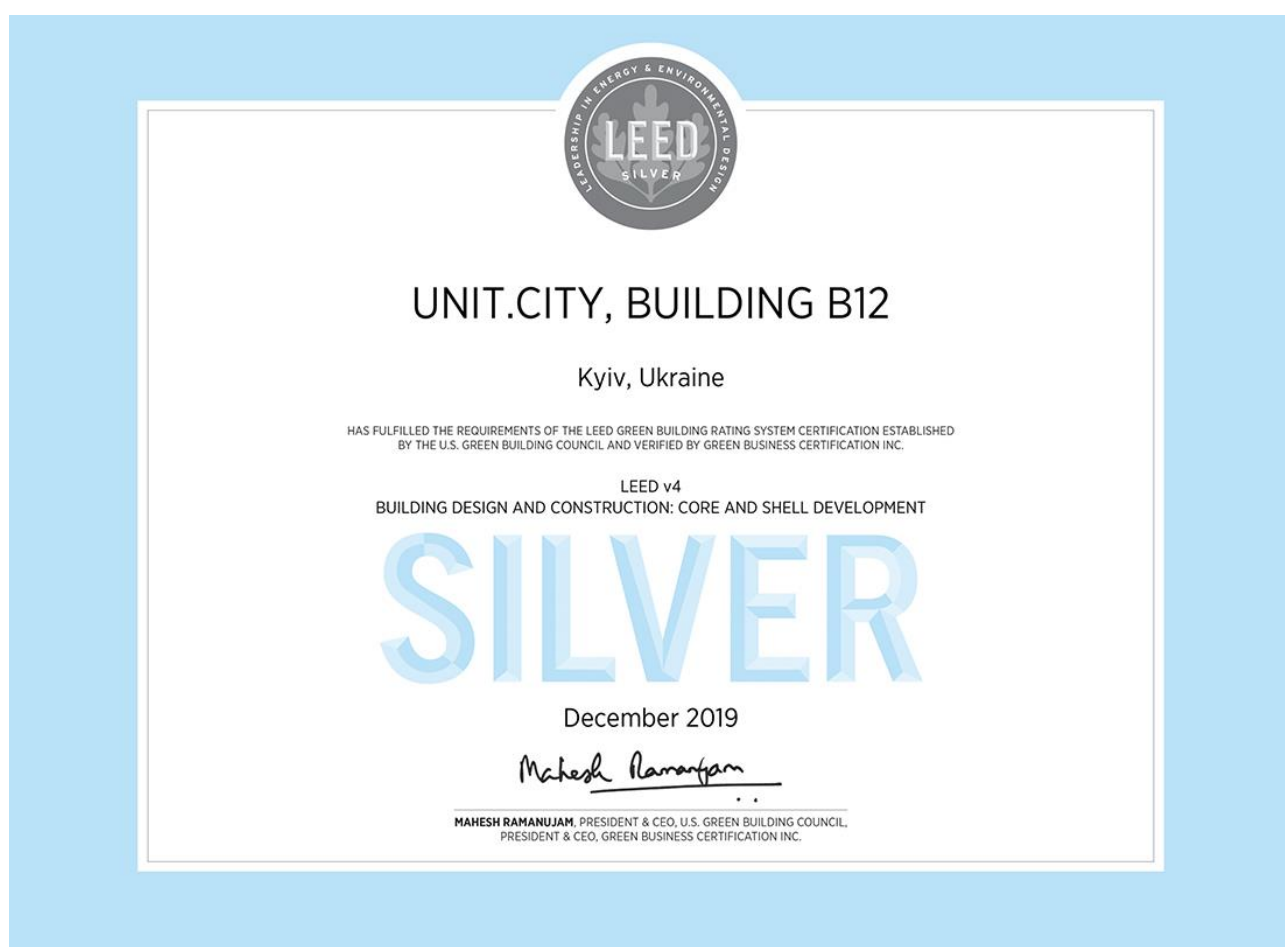 LEADERSHIP IN ENERGY & ENVIRONMENTAL DESIGN
LEED
SILVER
UNIT.CITY, BUILDING B12
Kyiv, Ukraine
HAS FULFILLED THE REQUIREMENTS OF THE LEED GREEN BUILDING RATING SYSTEM CERTIFICATION ESTABLISHED
BY THE U.S. GREEN BUILDING COUNCIL AND VERIFIED BY GREEN BUSINESS CERTIFICATION INC.
LEED v4
BUILDING DESIGN AND CONSTRUCTION: CORE AND SHELL DEVELOPMENT
SILVER
December 2019
Mahesh Ramanujam
MAHESH RAMANUJAM, PRESIDENT & CEO, U.S. GREEN BUILDING COUNCIL,
PRESIDENT & CEO, GREEN BUSINESS CERTIFICATION INC.